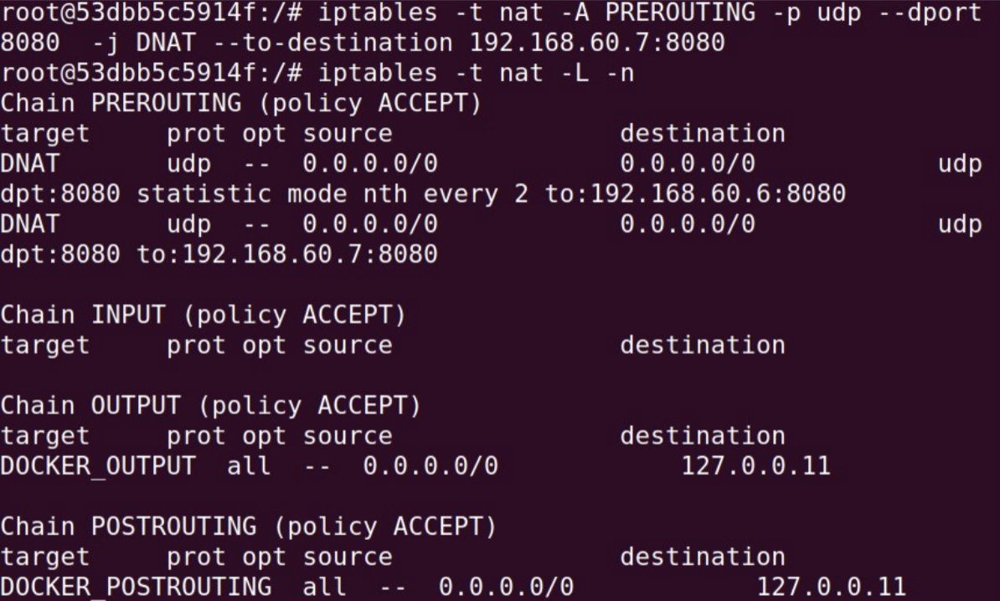 root@53dbb5c5914f:/# iptables -t nat -A PREROUTING -p udp --dport
8080  -j DNAT --to-destination 192.168.60.7:8080
root@53dbb5c5914f:/# iptables -t nat -L -n
Chain PREROUTING (policy ACCEPT)
target     prot opt source               destination
DNAT       udp  --  0.0.0.0/0            0.0.0.0/0            udp
dpt:8080 statistic mode nth every 2 to:192.168.60.6:8080
DNAT       udp  --  0.0.0.0/0            0.0.0.0/0            udp
dpt:8080 to:192.168.60.7:8080

Chain INPUT (policy ACCEPT)
target     prot opt source               destination

Chain OUTPUT (policy ACCEPT)
target     prot opt source               destination
DOCKER_OUTPUT  all  --  0.0.0.0/0            127.0.0.11

Chain POSTROUTING (policy ACCEPT)
target     prot opt source               destination
DOCKER_POSTROUTING  all  --  0.0.0.0/0            127.0.0.11